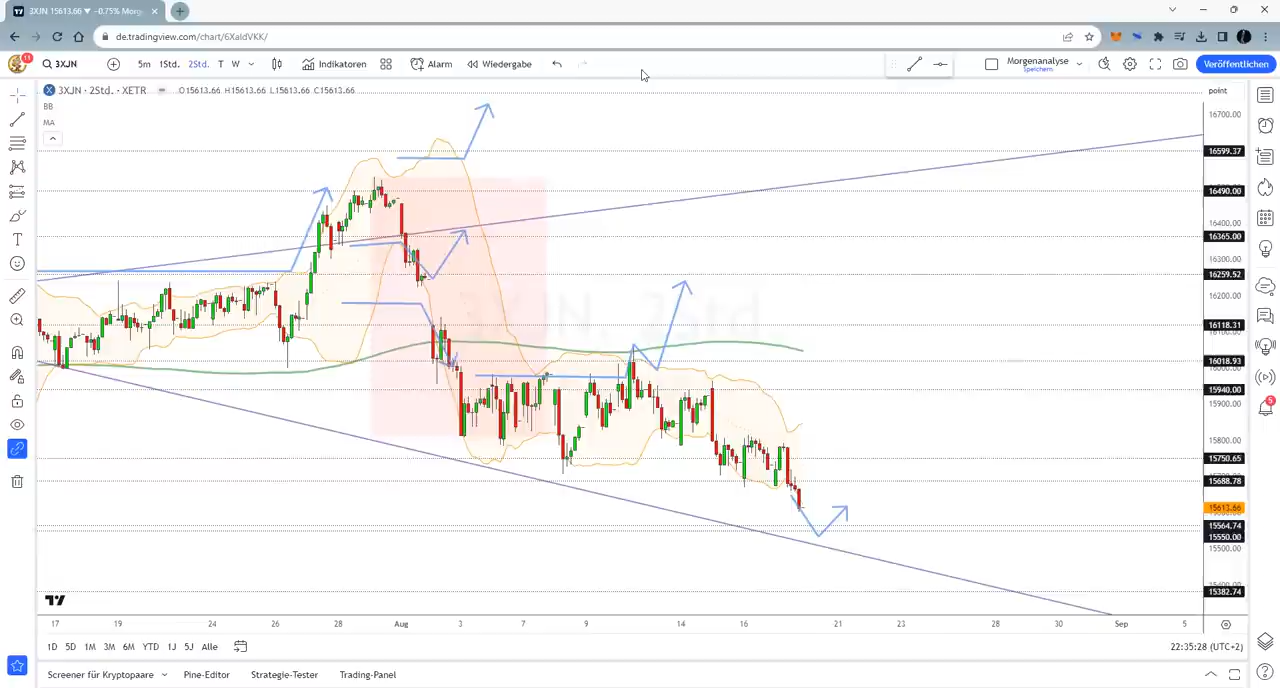 3XJN 15613.66 ▼ −0.75% Morgen
de.tradingview.com/chart/6XaIdVKK/
11
3XJN
5m 1Std. 2Std. T W
Indikatoren
Alarm
Wiedergabe
Morgenanalyse
Speichern
Veröffentlichen
3XJN · 2Std. · XETR
O15613.66 H15613.66 L15613.66 C15613.66
BB
MA
point
16700.00
16599.37
16490.00
16400.00
16365.00
16300.00
16259.52
16200.00
16118.31
16018.93
15940.00
15900.00
15800.00
15750.65
15688.78
15613.66
15564.74
15550.00
15500.00
15382.74
5
17 19 24 26 28 Aug 3 7 9 14 16 21 23 28 30 Sep 5
1D 5D 1M 3M 6M YTD 1J 5J Alle
22:35:28 (UTC+2)
Screener für Kryptopaare
Pine-Editor
Strategie-Tester
Trading-Panel